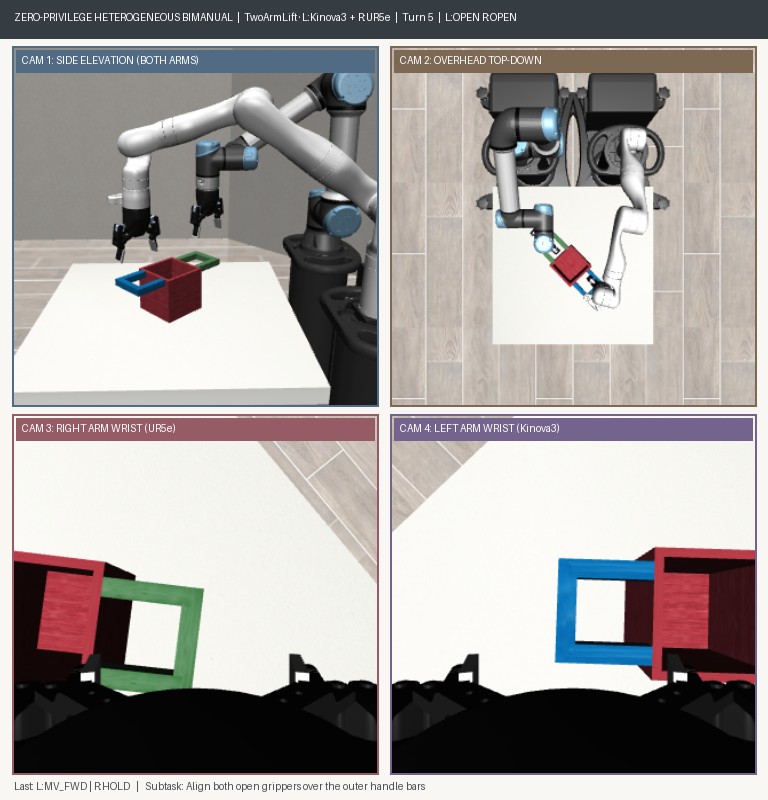 ZERO-PRIVILEGE HETEROGENEOUS BIMANUAL | TwoArmLift · L:Kinova3 + R:UR5e | Turn 5 | L:OPEN R:OPEN
CAM 1: SIDE ELEVATION (BOTH ARMS)
CAM 2: OVERHEAD TOP-DOWN
CAM 3: RIGHT ARM WRIST (UR5e)
CAM 4: LEFT ARM WRIST (Kinova3)
Last: L:MV_FWD | R:HOLD | Subtask: Align both open grippers over the outer handle bars